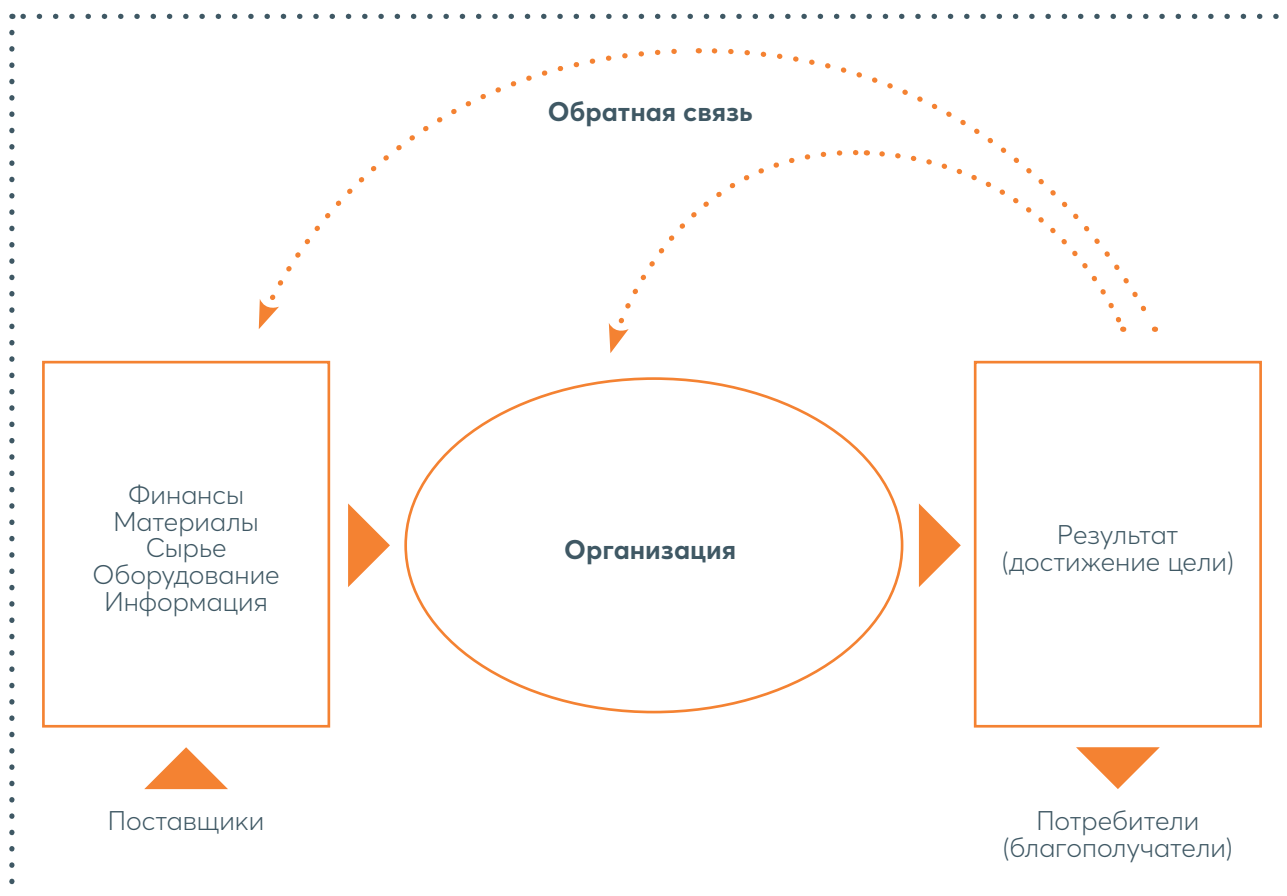 Обратная связь
Финансы
Материалы
Сырье
Оборудование
Информация
Организация
Результат
(достижение цели)
Поставщики
Потребители
(благополучатели)